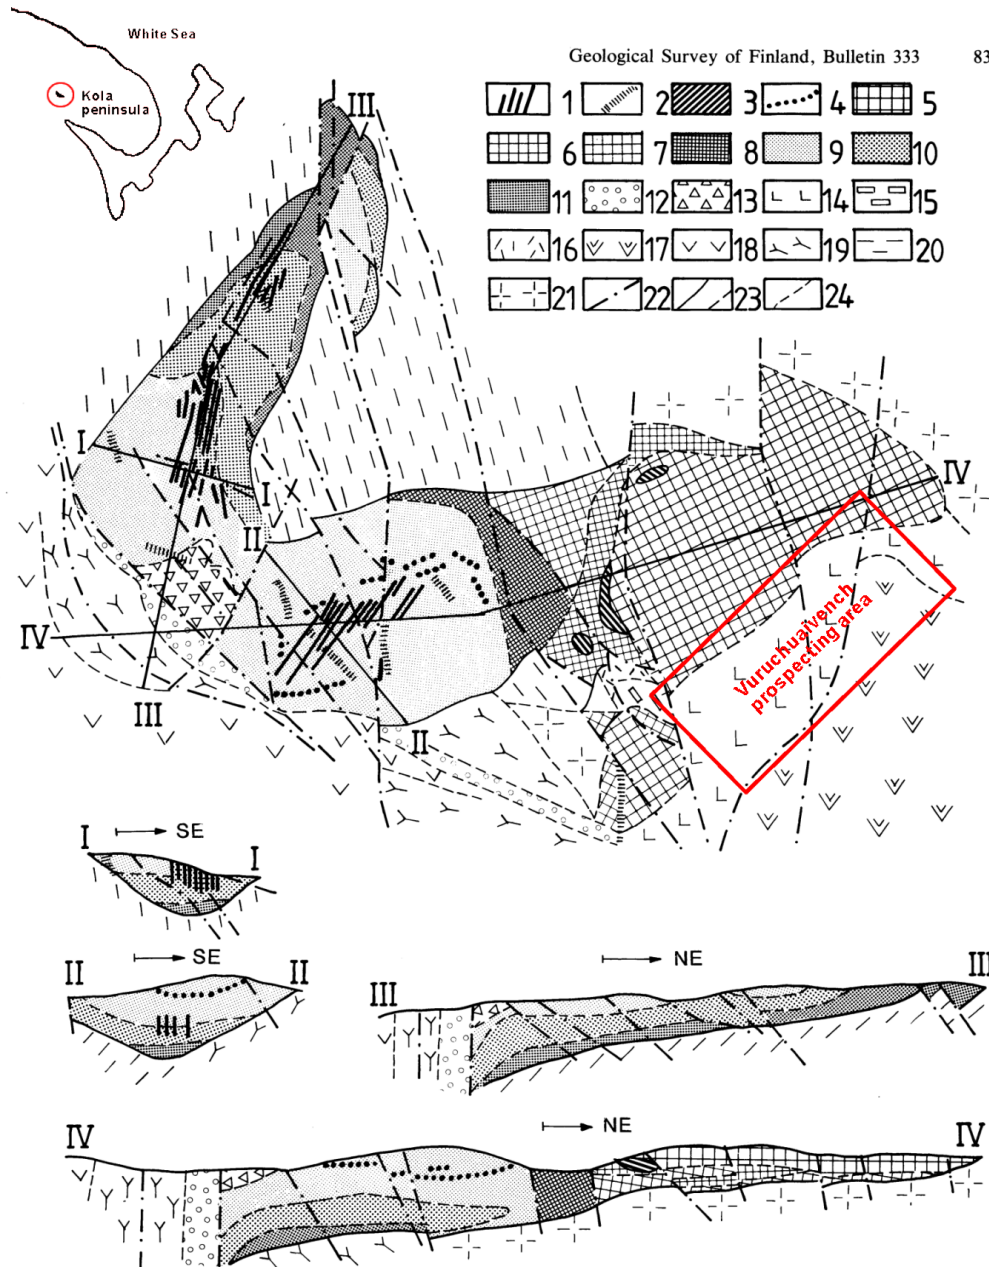 White Sea
Kola
peninsula
Geological Survey of Finland, Bulletin 333 83
1 2 3 4 5
6 7 8 9 10
11 12 13 14 15
16 17 18 19 20
21 22 23 24
III
I
I
II
IV
IV
III
II
Vuruchuaivench
prospecting area
SE
I
I
SE
II
II
NE
III
III
NE
IV
IV